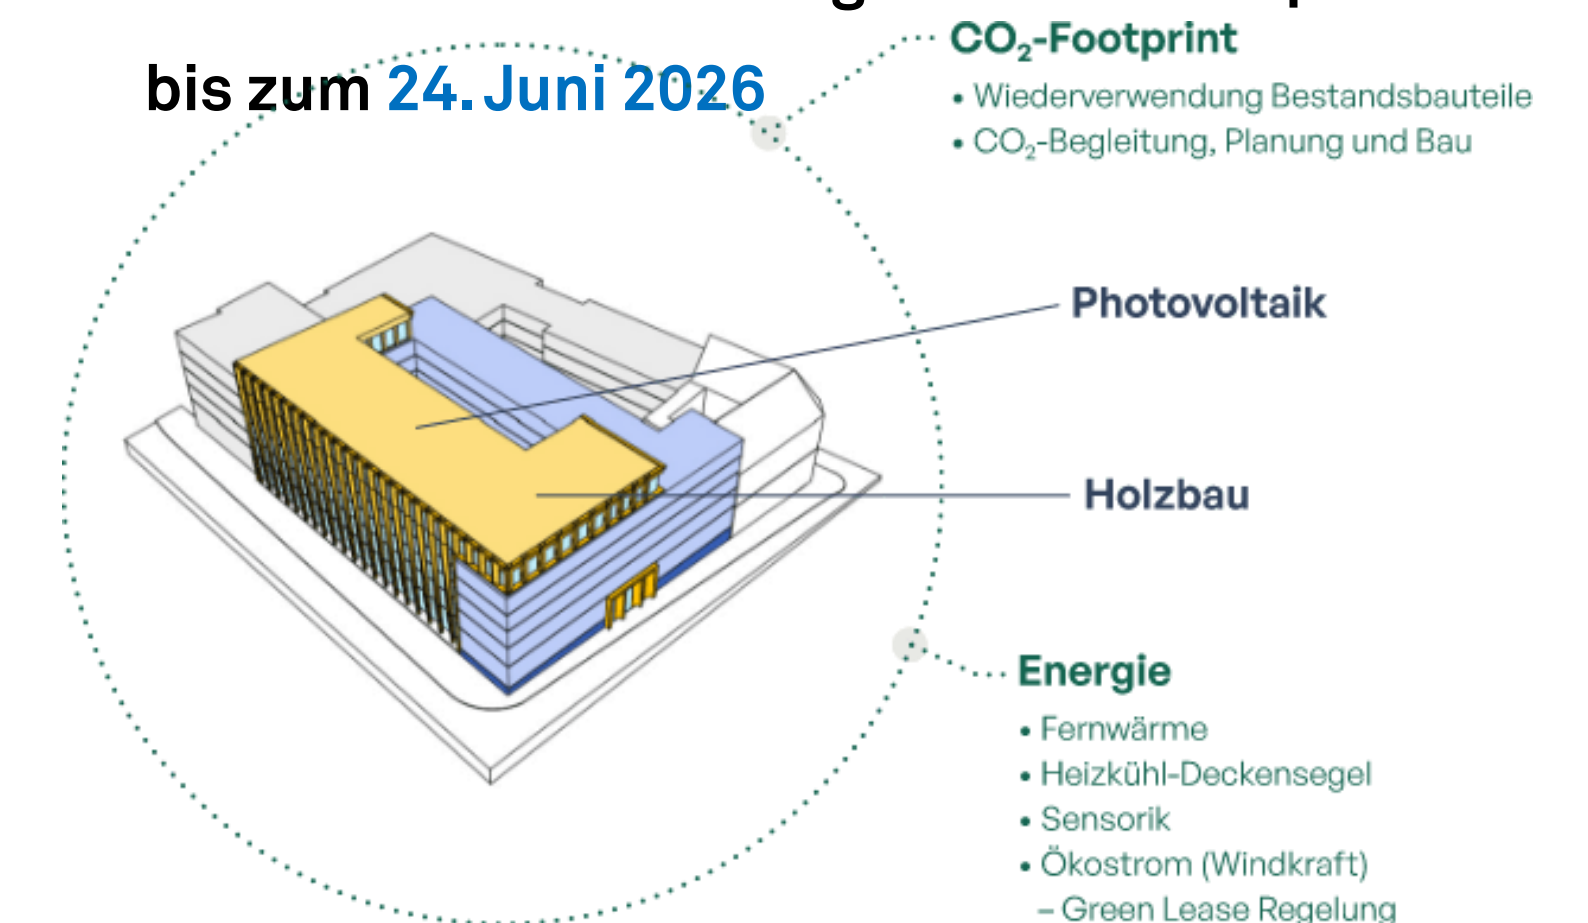 bis zum 24. Juni 2026
CO₂-Footprint
• Wiederverwendung Bestandsbauteile
• CO₂-Begleitung, Planung und Bau
Photovoltaik
Holzbau
Energie
• Fernwärme
• Heizkühl-Deckensegel
• Sensorik
• Ökostrom (Windkraft)
– Green Lease Regelung